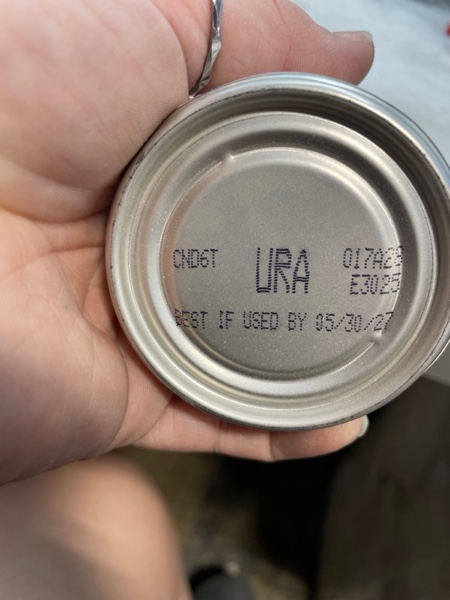 CND6T URA 017A28
E3025
BEST IF USED BY 05/30/27